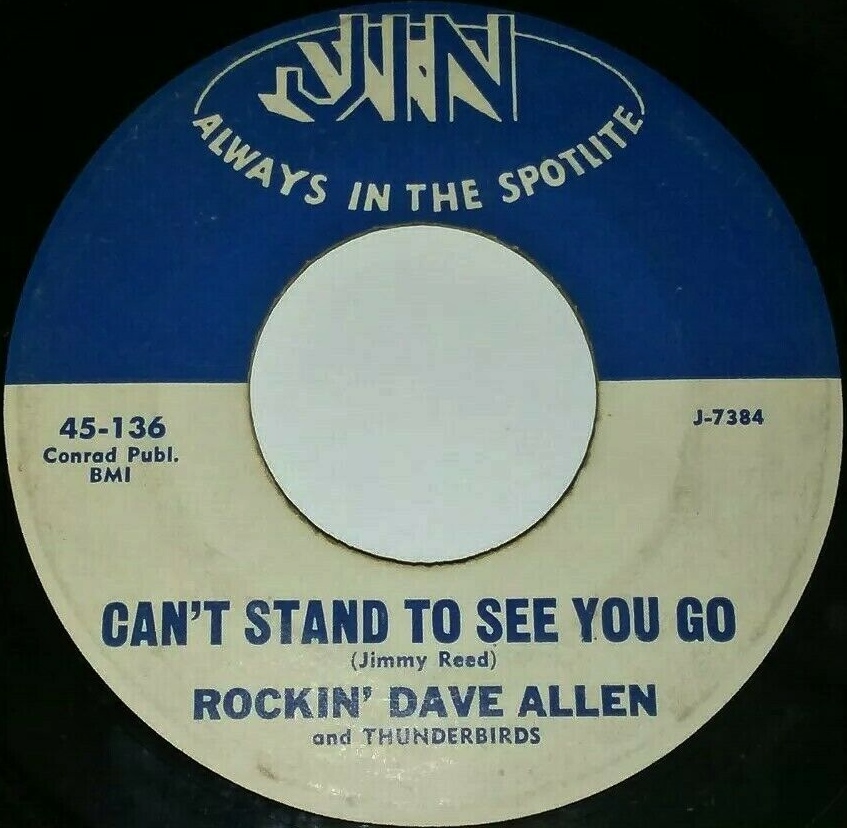 JIN
ALWAYS IN THE SPOTLITE
45-136
Conrad Publ.
BMI
J-7384
CAN'T STAND TO SEE YOU GO
(Jimmy Reed)
ROCKIN' DAVE ALLEN
and THUNDERBIRDS